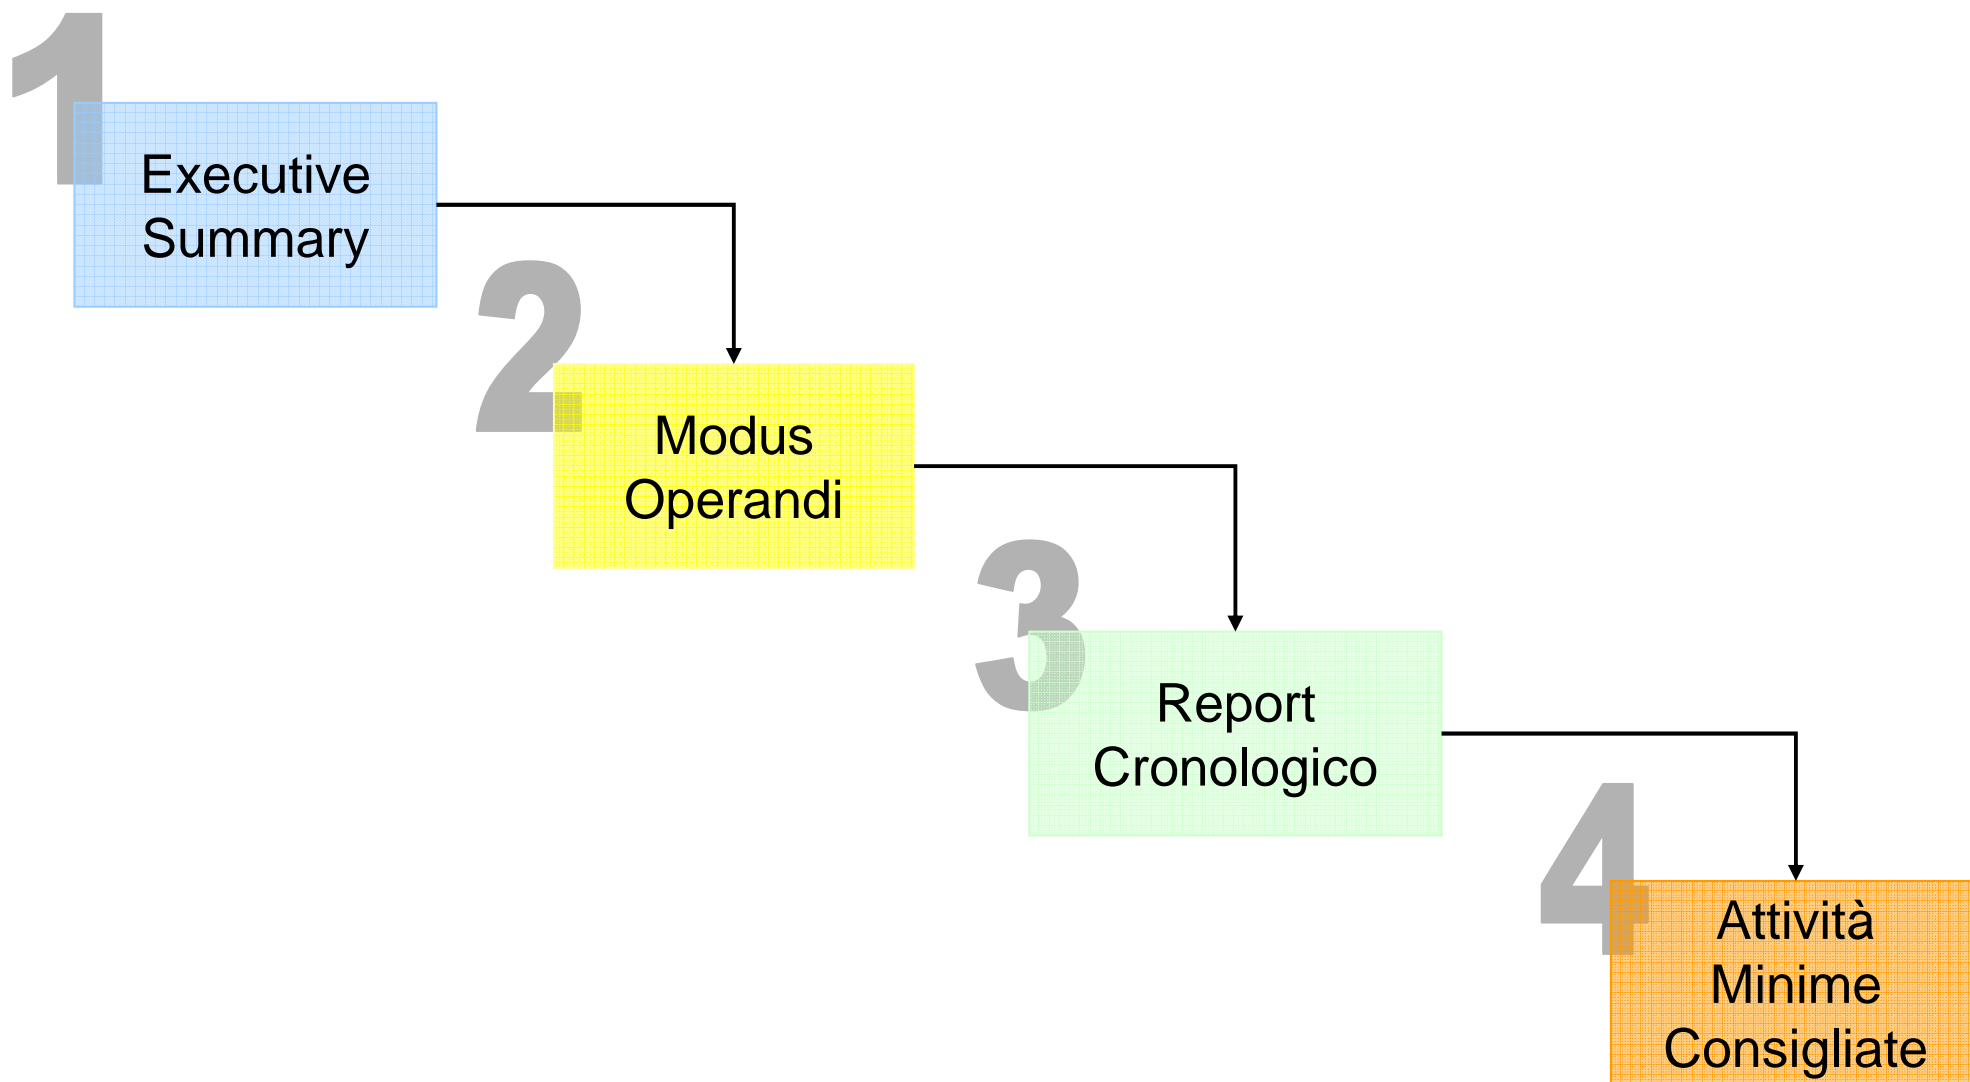 1
Executive
Summary
2
Modus
Operandi
3
Report
Cronologico
4
Attività
Minime
Consigliate